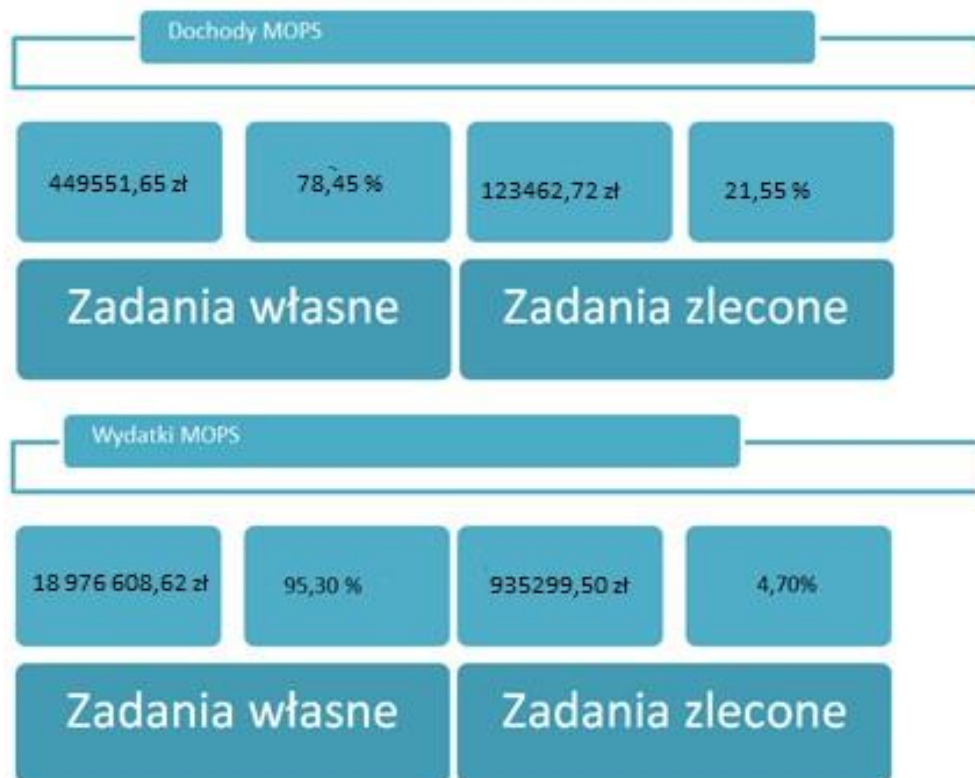 Dochody MOPS
449551,65 zł
78,45 %
123462,72 zł
21,55 %
Zadania własne
Zadania zlecone
Wydatki MOPS
18 976 608,62 zł
95,30 %
935299,50 zł
4,70%
Zadania własne
Zadania zlecone